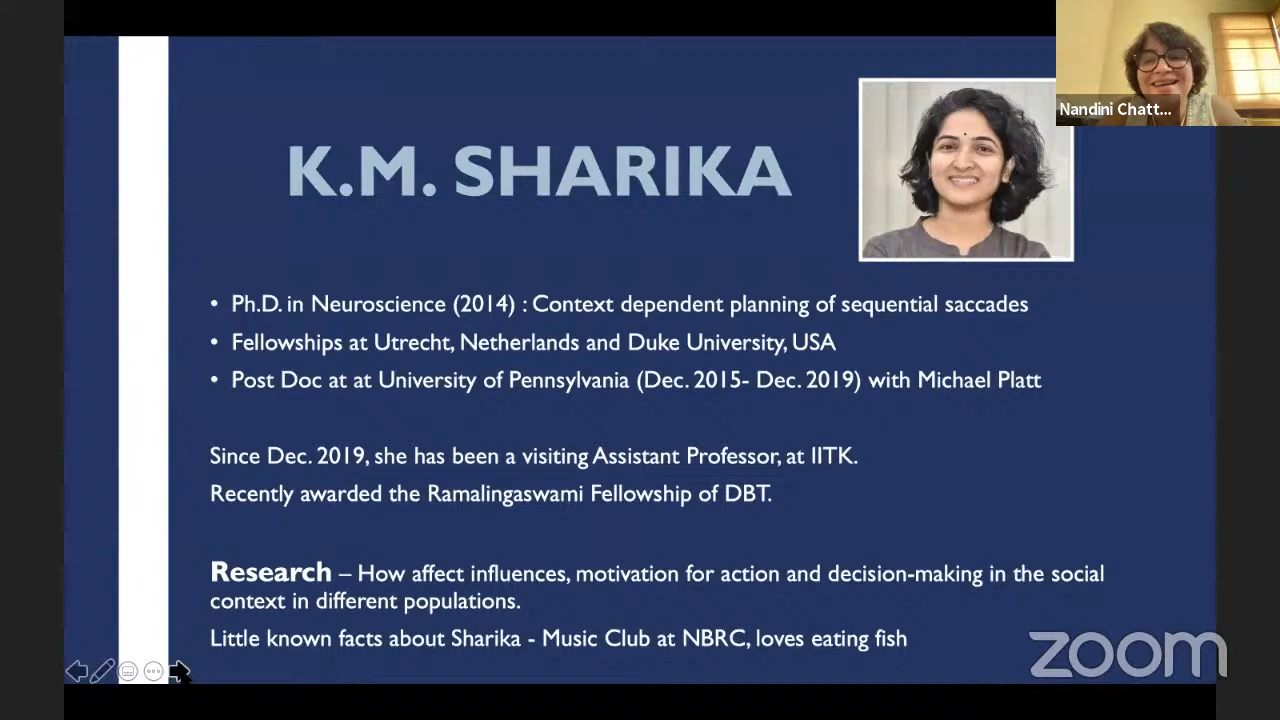 Nandini Chatt...
K.M. SHARIKA
• Ph.D. in Neuroscience (2014) : Context dependent planning of sequential saccades
• Fellowships at Utrecht, Netherlands and Duke University, USA
• Post Doc at at University of Pennsylvania (Dec. 2015- Dec. 2019) with Michael Platt
Since Dec. 2019, she has been a visiting Assistant Professor, at IITK.
Recently awarded the Ramalingaswami Fellowship of DBT.
Research – How affect influences, motivation for action and decision-making in the social
context in different populations.
Little known facts about Sharika - Music Club at NBRC, loves eating fish
zoom